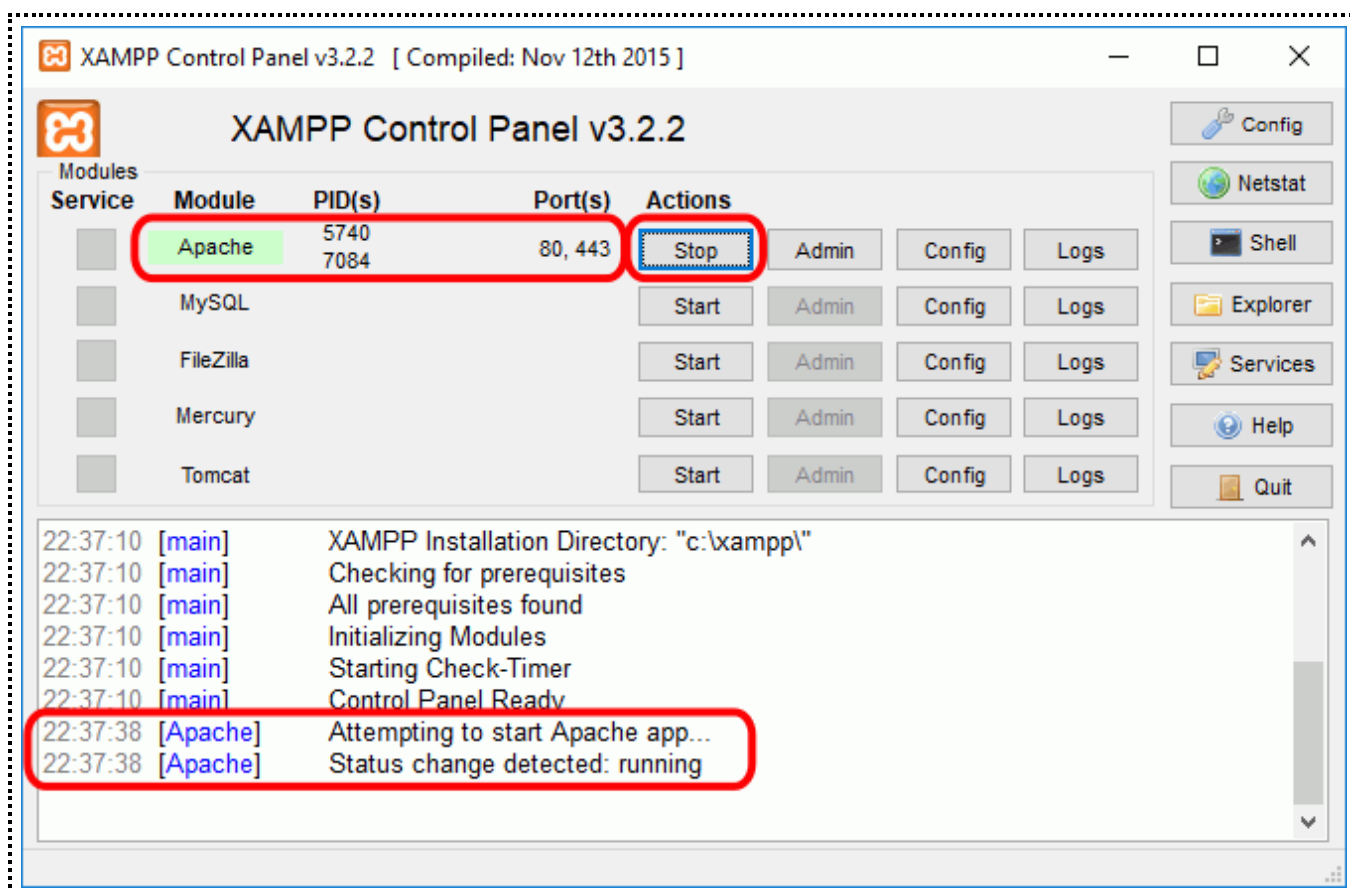 XAMPP Control Panel v3.2.2 [ Compiled: Nov 12th 2015 ]
XAMPP Control Panel v3.2.2
Config
Modules
Netstat
Service Module PID(s) Port(s) Actions
Apache 5740 7084 80, 443 Stop Admin Config Logs
Shell
MySQL Start Admin Config Logs
Explorer
FileZilla Start Admin Config Logs
Services
Mercury Start Admin Config Logs
Help
Tomcat Start Admin Config Logs
Quit
22:37:10 [main] XAMPP Installation Directory: "c:\xampp\"
22:37:10 [main] Checking for prerequisites
22:37:10 [main] All prerequisites found
22:37:10 [main] Initializing Modules
22:37:10 [main] Starting Check-Timer
22:37:10 [main] Control Panel Ready
22:37:38 [Apache] Attempting to start Apache app...
22:37:38 [Apache] Status change detected: running